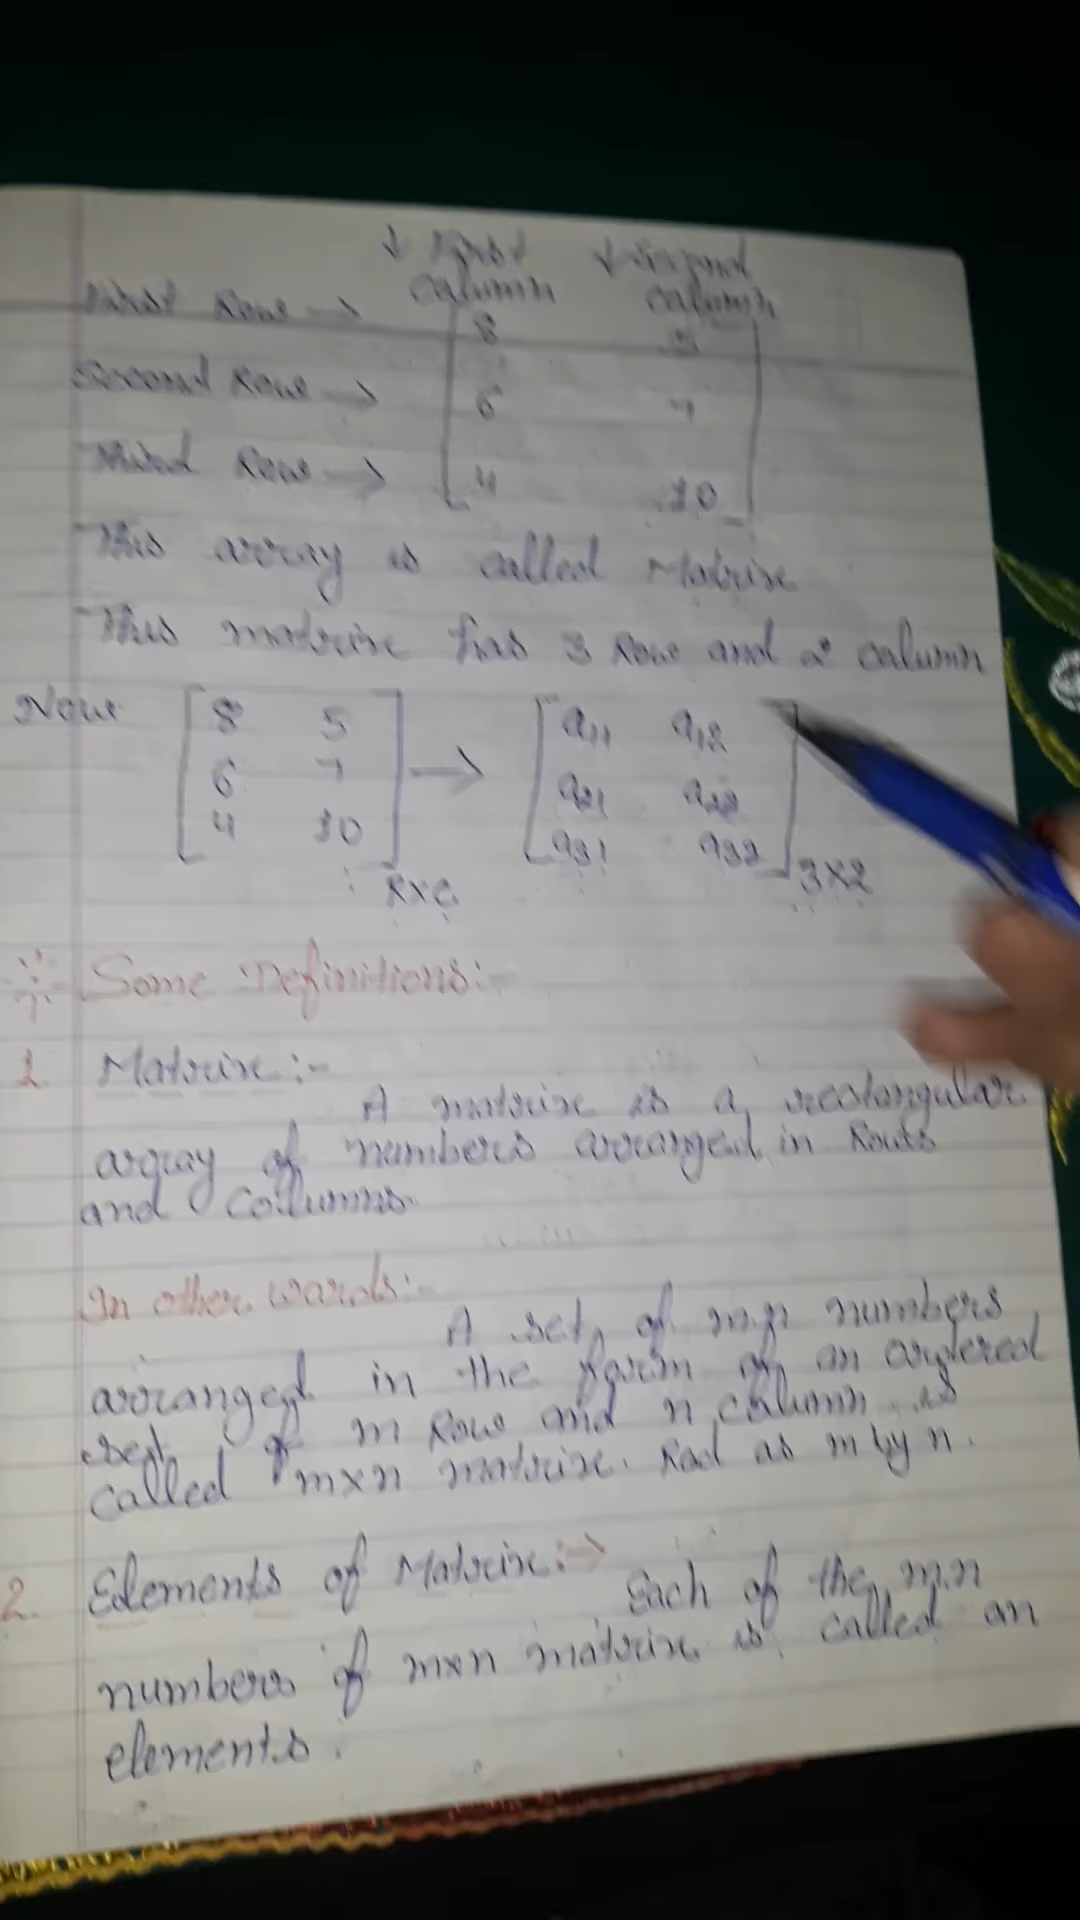 ↓ First ↓ Second
column column
First Row → 8 5
Second Row → 6 7
Third Row → 4 10
This array is called Matrix
This matrix has 3 Row and 2 column
Now [8 5 → [a11 a12
6 7 a21 a22
4 10]R×C a31 a32]3×2
Some Definitions:-
1. Matrix:-
A matrix is a rectangular
array of numbers arranged in Rows
and Columns
In other words:-
A set of m.n numbers
arranged in the form of an ordered
set of m Row and n column is
called m×n matrix. Rad as m by n.
2. Elements of Matrix:→
Each of the m.n
numbers of m×n matrix is called an
elements.